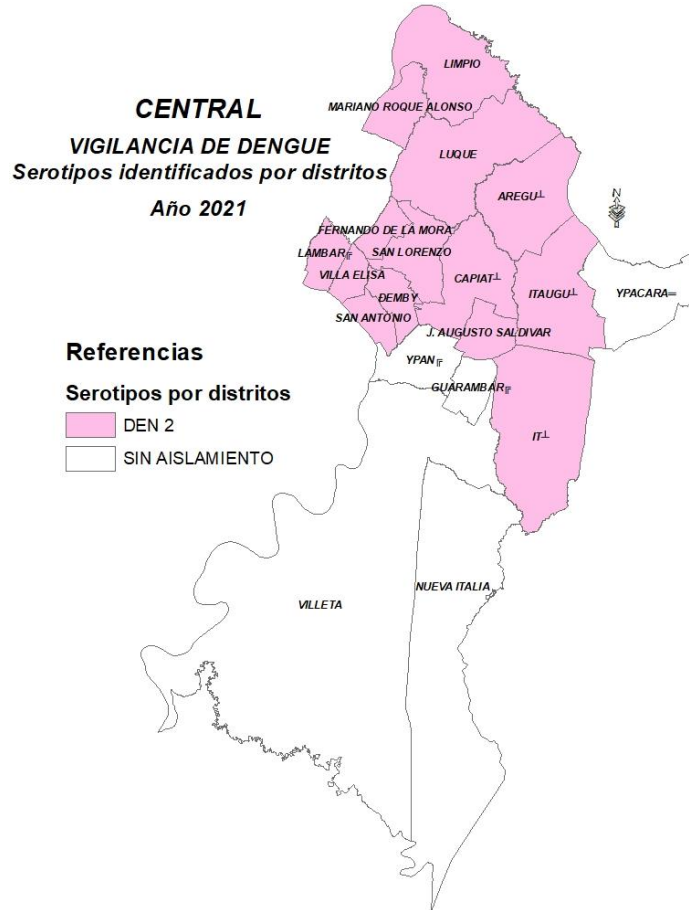 CENTRAL
VIGILANCIA DE DENGUE
Serotipos identificados por distritos
Año 2021
LIMPIO
MARIANO ROQUE ALONSO
LUQUE
AREGU┴
N
FERNANDO DE LA MORA
LAMBAR╔
SAN LORENZO
VILLA ELISA
CAPIAT┴
ITAUGU┴
YPACARA═
ÐEMBY
SAN ANTONIO
J. AUGUSTO SALDIVAR
YPAN╔
GUARAMBAR╔
IT┴
Referencias
Serotipos por distritos
DEN 2
SIN AISLAMIENTO
VILLETA
NUEVA ITALIA